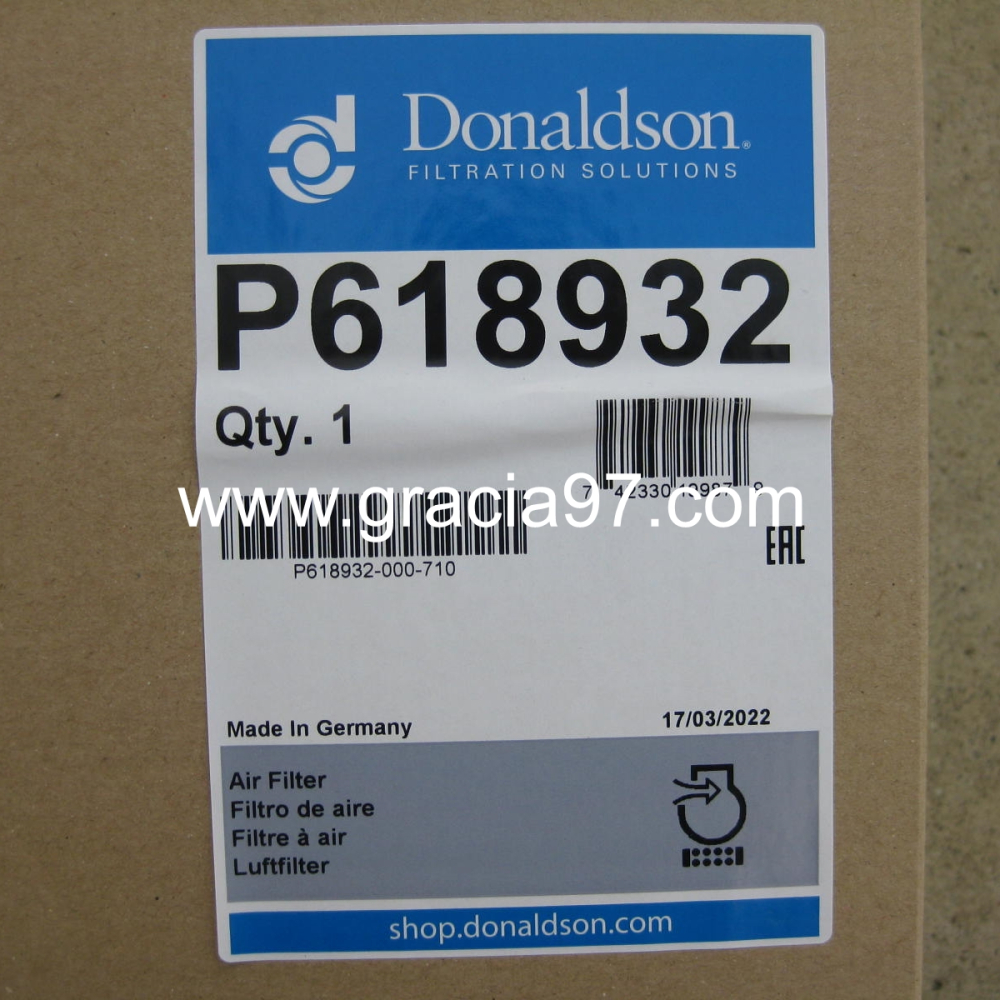 Donaldson®
FILTRATION SOLUTIONS
P618932
Qty. 1
www.gracia97.com
P618932-000-710
EAC
Made In Germany
17/03/2022
Air Filter
Filtro de aire
Filtre à air
Luftfilter
shop.donaldson.com